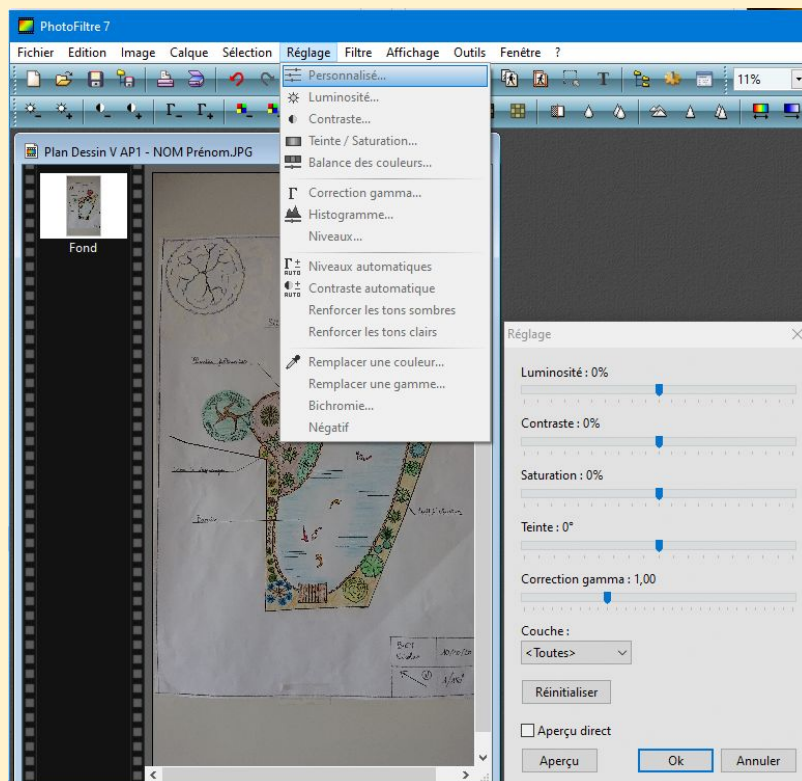 PhotoFiltre 7
Fichier Edition Image Calque Sélection Réglage Filtre Affichage Outils Fenêtre ?
T 11%
Plan Dessin V AP1 - NOM Prénom.JPG
Fond
Personnalisé...
Luminosité...
Contraste...
Teinte / Saturation...
Balance des couleurs...
Correction gamma...
Histogramme...
Niveaux...
Niveaux automatiques
Contraste automatique
Renforcer les tons sombres
Renforcer les tons clairs
Remplacer une couleur...
Remplacer une gamme...
Bichromie...
Négatif
Bassin
Réglage
Luminosité : 0%
Contraste : 0%
Saturation : 0%
Teinte : 0°
Correction gamma : 1,00
Couche :
<Toutes>
Réinitialiser
Aperçu direct
Aperçu Ok Annuler